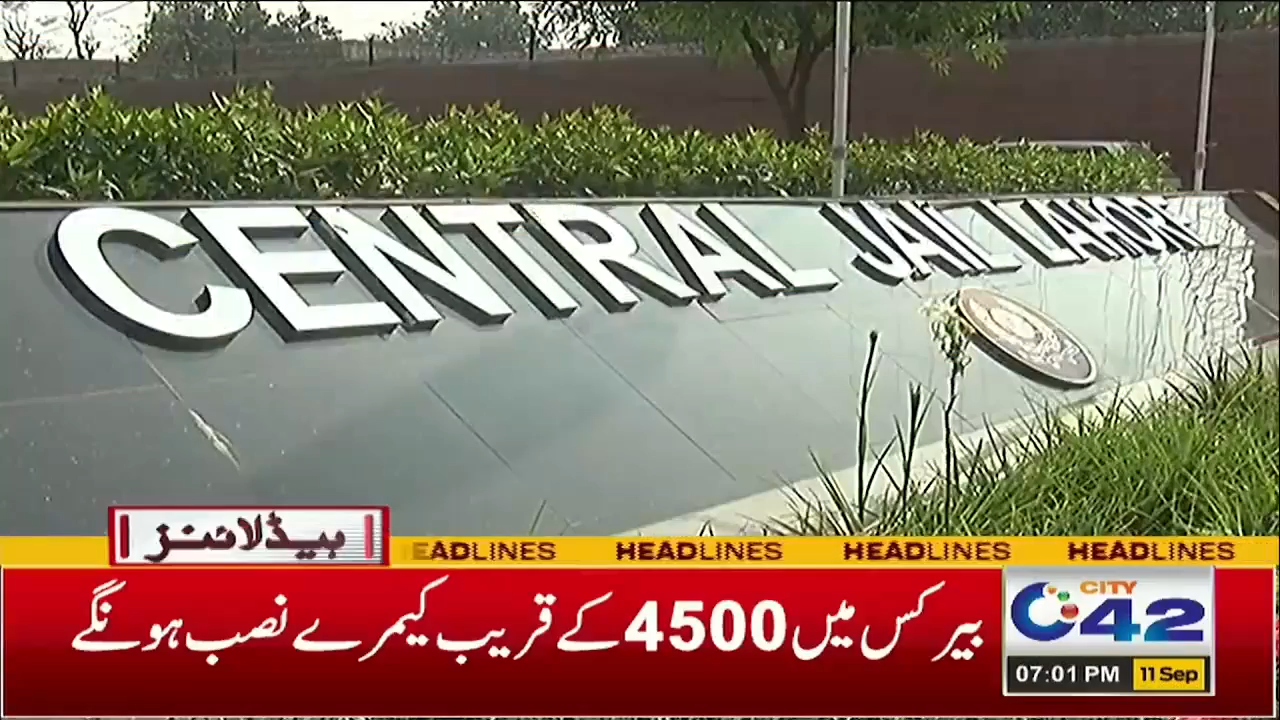 CENTRAL JAIL LAHORE
ہیڈلائنز
EADLINES HEADLINES HEADLINES HEADLINES
بیرکس میں 4500 کے قریب کیمرے نصب ہونگے
CITY
42
07:01 PM 11 Sep